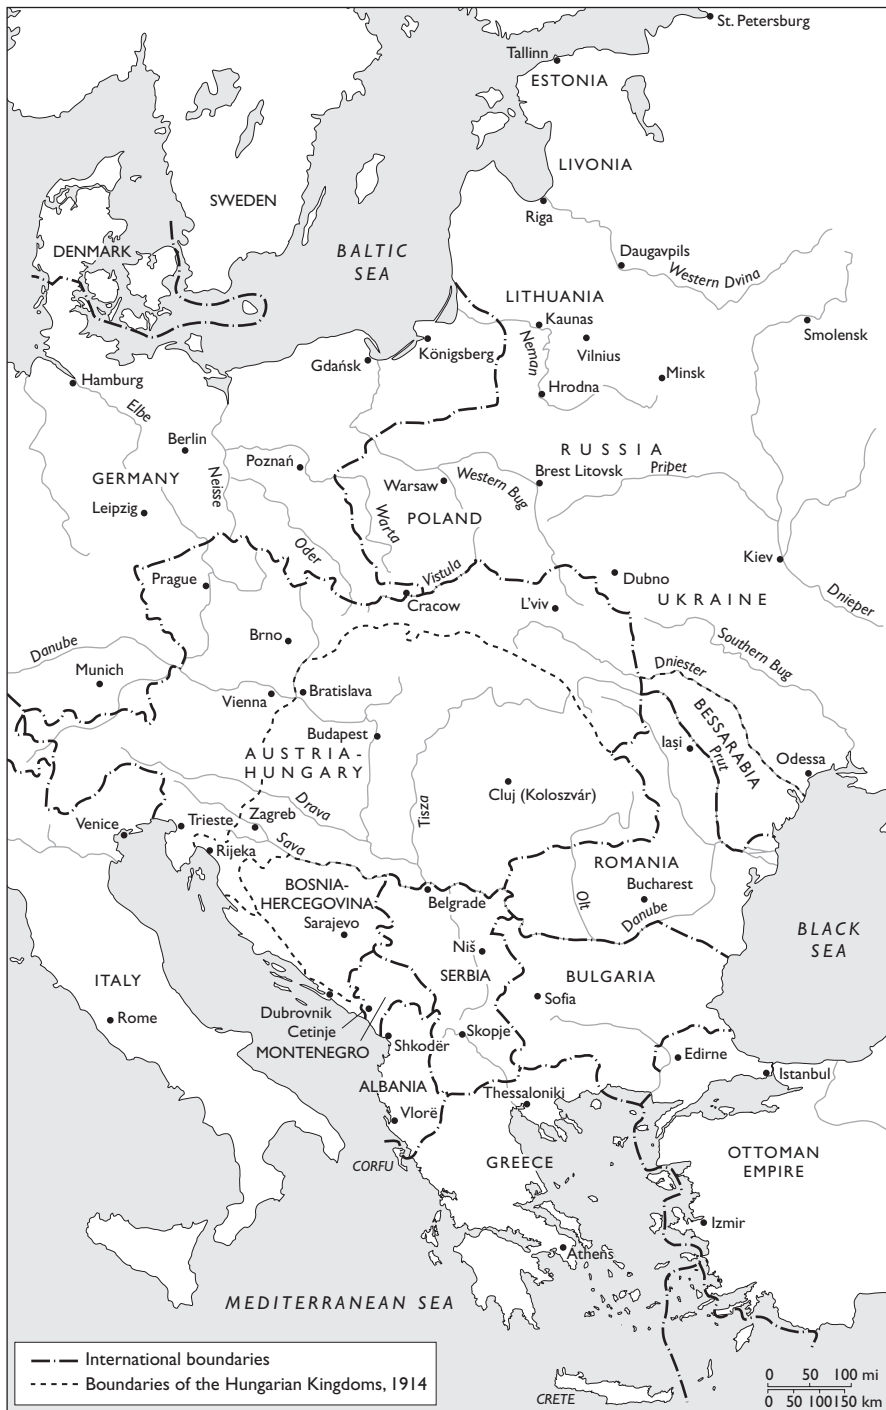 St. Petersburg
Tallinn
ESTONIA
LIVONIA
SWEDEN
Riga
DENMARK
BALTIC
SEA
Daugavpils
Western Dvina
LITHUANIA
Kaunas
Smolensk
Neman
Vilnius
Königsberg
Gdańsk
Minsk
Hamburg
Hrodna
Elbe
Berlin
RUSSIA
Poznań
Neisse
GERMANY
Western Bug
Brest Litovsk
Pripet
Warsaw
Leipzig
Warta
POLAND
Oder
Kiev
Vistula
Prague
Dubno
Cracow
L'viv
UKRAINE
Dnieper
Brno
Danube
Southern Bug
Munich
Dniester
Vienna
Bratislava
BESSARABIA
Budapest
Iaşi
Prut
AUSTRIA-
HUNGARY
Odessa
Cluj (Koloszvár)
Drava
Tisza
Venice
Trieste
Zagreb
Sava
Rijeka
ROMANIA
BOSNIA-
HERCEGOVINA
Belgrade
Olt
Bucharest
Danube
Sarajevo
BLACK
SEA
Niš
SERBIA
BULGARIA
ITALY
Sofia
Rome
Dubrovnik
Cetinje
MONTENEGRO
Skopje
Shkodër
Edirne
Istanbul
ALBANIA
Thessaloniki
Vlorë
CORFU
GREECE
OTTOMAN
EMPIRE
Izmir
Athens
MEDITERRANEAN SEA
International boundaries
Boundaries of the Hungarian Kingdoms, 1914
CRETE
0 50 100 mi
0 50 100 150 km